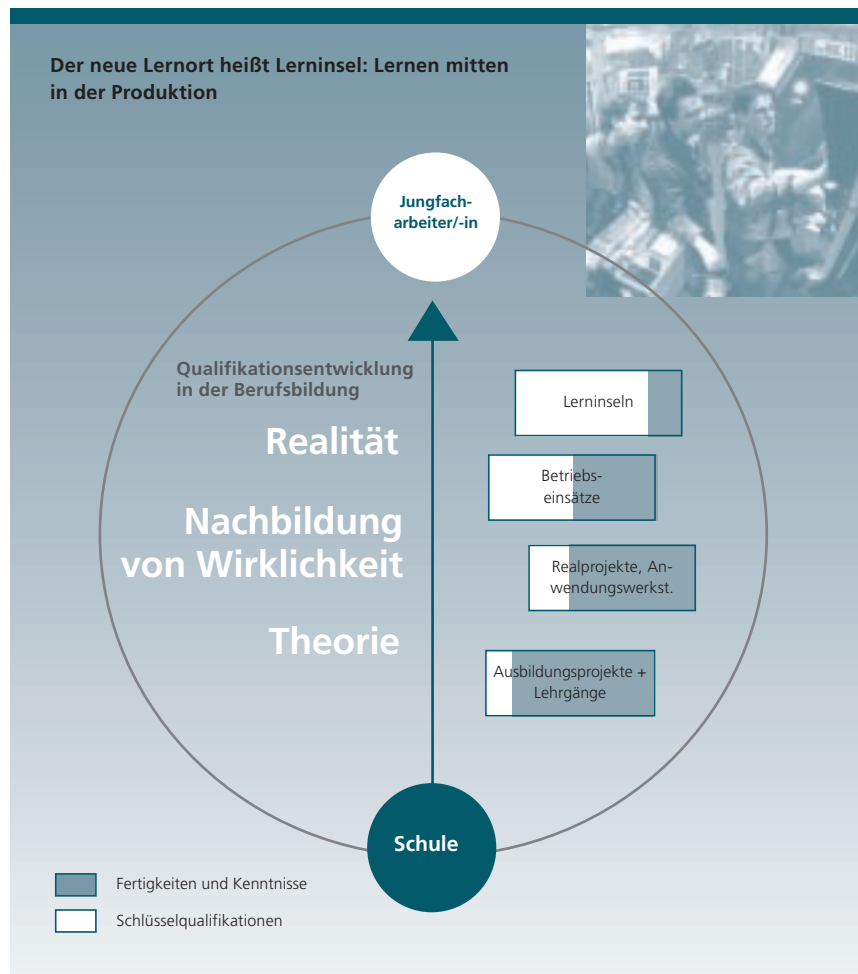 Der neue Lernort heißt Lerninsel: Lernen mitten
in der Produktion
Jungfach-
arbeiter/-in
Qualifikationsentwicklung
in der Berufsbildung
Realität
Nachbildung
von Wirklichkeit
Theorie
Lerninseln
Betriebs-
einsätze
Realprojekte, An-
wendungswerkst.
Ausbildungsprojekte +
Lehrgänge
Schule
Fertigkeiten und Kenntnisse
Schlüsselqualifikationen